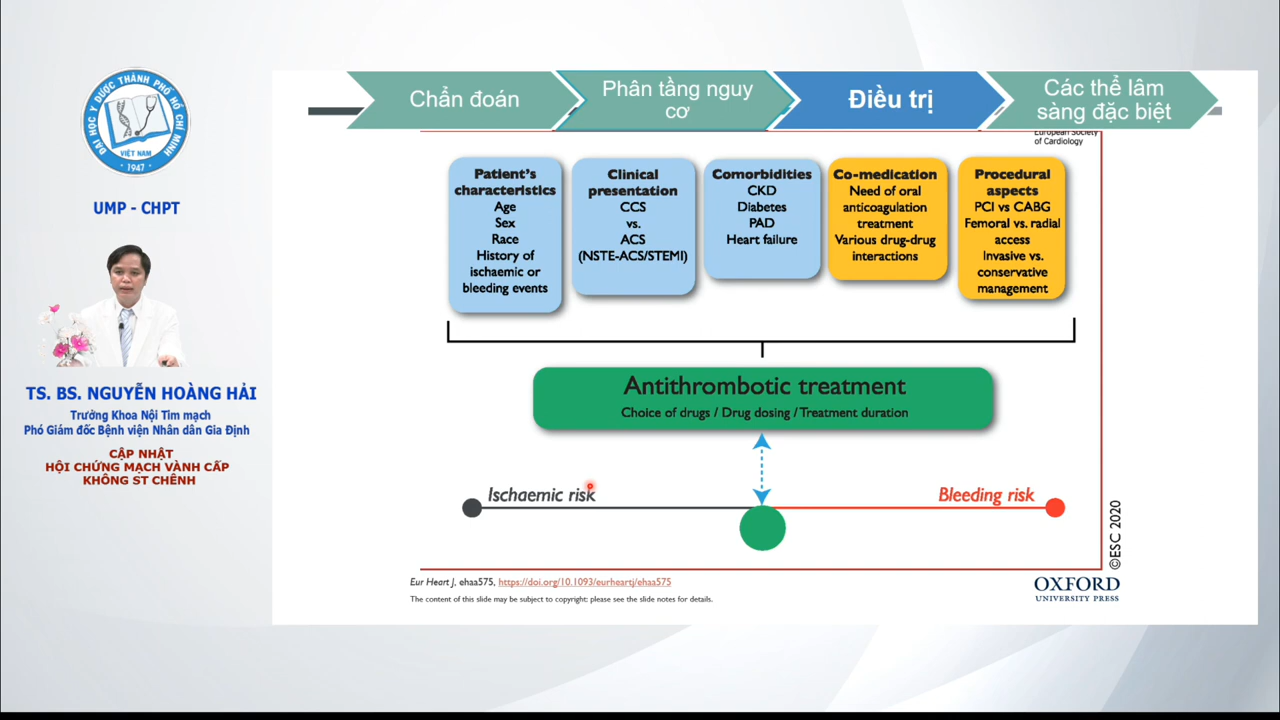 ĐẠI HỌC Y DƯỢC THÀNH PHỐ HỒ CHÍ MINH
VIỆT NAM
1947
UMP - CHPT
TS. BS. NGUYỄN HOÀNG HẢI
Trưởng Khoa Nội Tim mạch
Phó Giám đốc Bệnh viện Nhân dân Gia Định
CẬP NHẬT
HỘI CHỨNG MẠCH VÀNH CẤP
KHÔNG ST CHÊNH
Chẩn đoán
Phân tầng nguy
cơ
Điều trị
Các thể lâm
sàng đặc biệt
European Society
of Cardiology
Patient's
characteristics
Age
Sex
Race
History of
ischaemic or
bleeding events
Clinical
presentation
CCS
vs.
ACS
(NSTE-ACS/STEMI)
Comorbidities
CKD
Diabetes
PAD
Heart failure
Co-medication
Need of oral
anticoagulation
treatment
Various drug-drug
interactions
Procedural
aspects
PCI vs CABG
Femoral vs. radial
access
Invasive vs.
conservative
management
Antithrombotic treatment
Choice of drugs / Drug dosing / Treatment duration
Ischaemic risk
Bleeding risk
©ESC 2020
Eur Heart J, ehaa575, https://doi.org/10.1093/eurheartj/ehaa575
The content of this slide may be subject to copyright: please see the slide notes for details.
OXFORD
UNIVERSITY PRESS